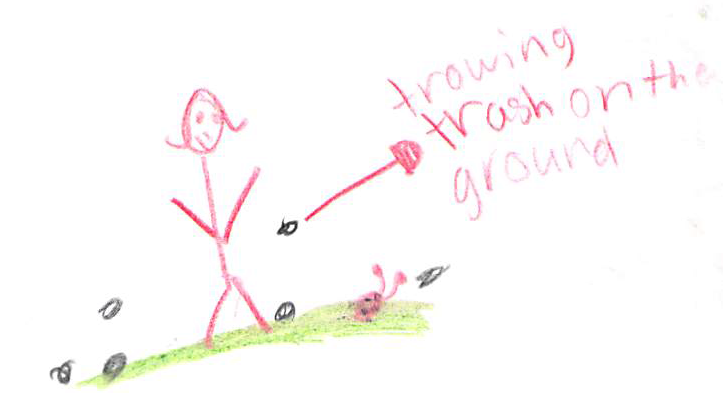 trowing
trash on the
ground